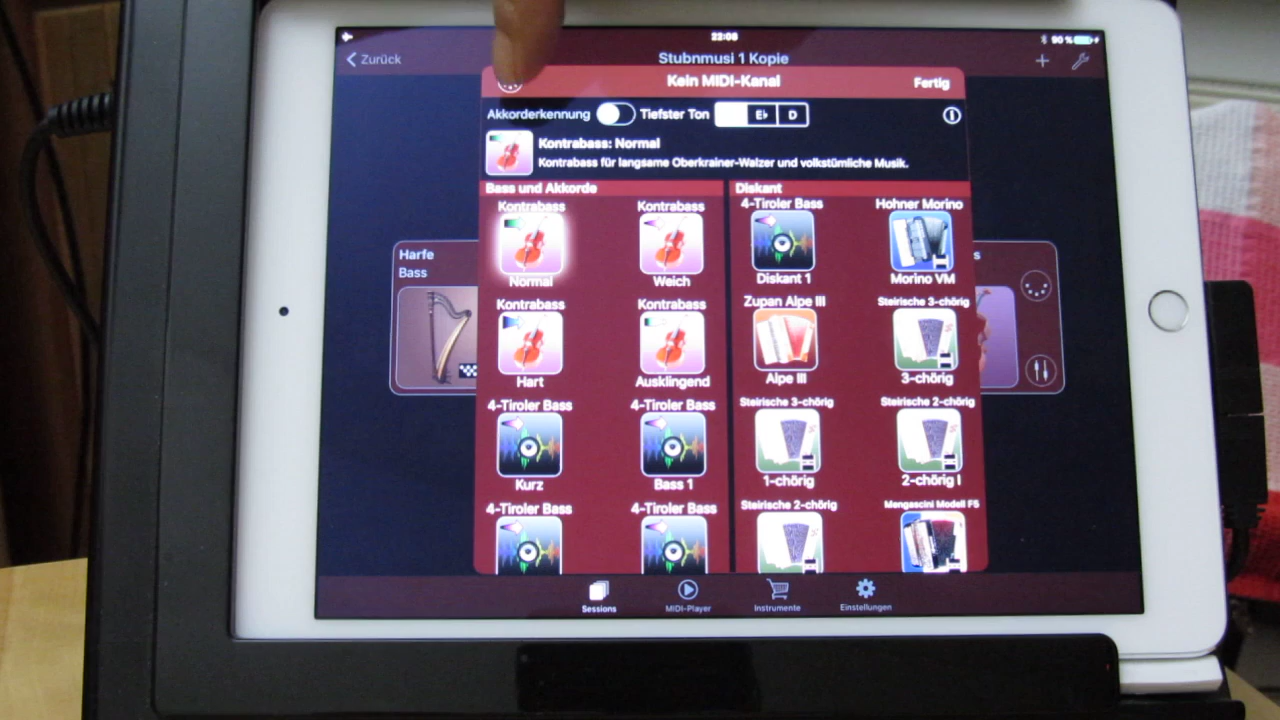 22:08
90 %
Zurück
Stubnmusi 1 Kopie
Kein MIDI-Kanal
Fertig
Akkorderkennung
Tiefster Ton
E♭
D
Kontrabass: Normal
Kontrabass für langsame Oberkrainer-Walzer und volkstümliche Musik.
Bass und Akkorde
Diskant
Kontrabass
Normal
Kontrabass
Weich
4-Tiroler Bass
Diskant 1
Hohner Morino
Morino VM
Harfe
Bass
s
Kontrabass
Hart
Kontrabass
Ausklingend
Zupan Alpe III
Alpe III
Steirische 3-chörig
3-chörig
4-Tiroler Bass
Kurz
4-Tiroler Bass
Bass 1
Steirische 3-chörig
1-chörig
Steirische 2-chörig
2-chörig I
4-Tiroler Bass
4-Tiroler Bass
Steirische 2-chörig
Mengascini Modell F5
Sessions
MIDI-Player
Instrumente
Einstellungen